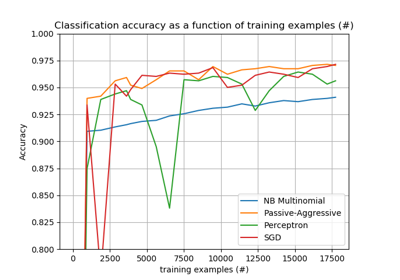 Classification accuracy as a function of training examples (#)
1.000
0.975
0.950
0.925
0.900
0.875
0.850
0.825
0.800
Accuracy
NB Multinomial
Passive-Aggressive
Perceptron
SGD
0 2500 5000 7500 10000 12500 15000 17500
training examples (#)